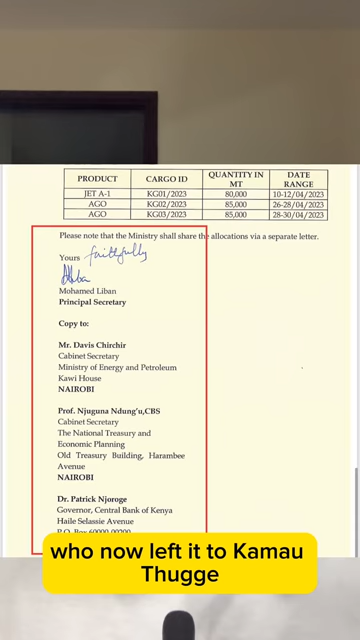 PRODUCT CARGO ID QUANTITY IN MT DATE RANGE
JET A-1 KG01/2023 80,000 10-12/04/2023
AGO KG02/2023 85,000 26-28/04/2023
AGO KG03/2023 85,000 28-30/04/2023
Please note that the Ministry shall share the allocations via a separate letter.
Yours faithfully
Mohamed Liban
Principal Secretary
Copy to:
Mr. Davis Chirchir
Cabinet Secretary
Ministry of Energy and Petroleum
Kawi House
NAIROBI
Prof. Njuguna Ndung'u,CBS
Cabinet Secretary
The National Treasury and
Economic Planning
Old Treasury Building, Harambee
Avenue
NAIROBI
Dr. Patrick Njoroge
Governor, Central Bank of Kenya
Haile Selassie Avenue
P.O. Box 60000-00200
who now left it to Kamau
Thugge